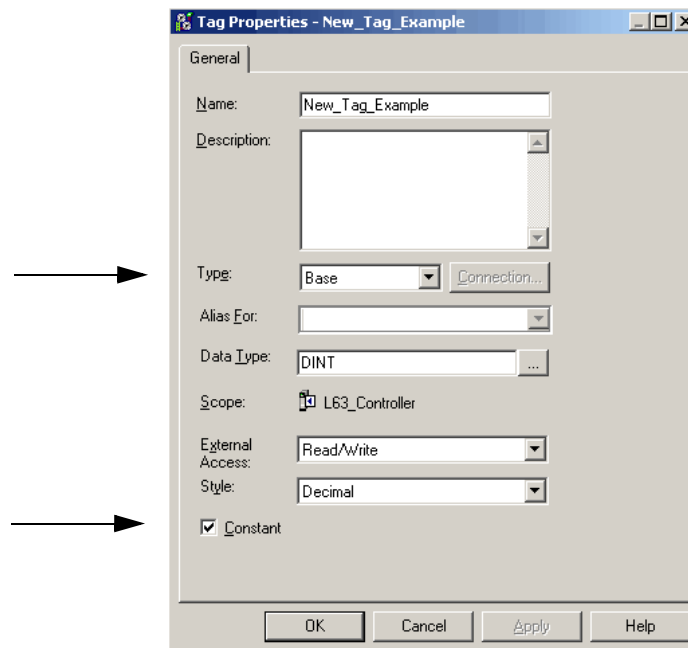 Tag Properties - New_Tag_Example
General
Name: New_Tag_Example
Description:
Type: Base Connection...
Alias For:
Data Type: DINT ...
Scope: L63_Controller
External Access: Read/Write
Style: Decimal
Constant
OK Cancel Apply Help